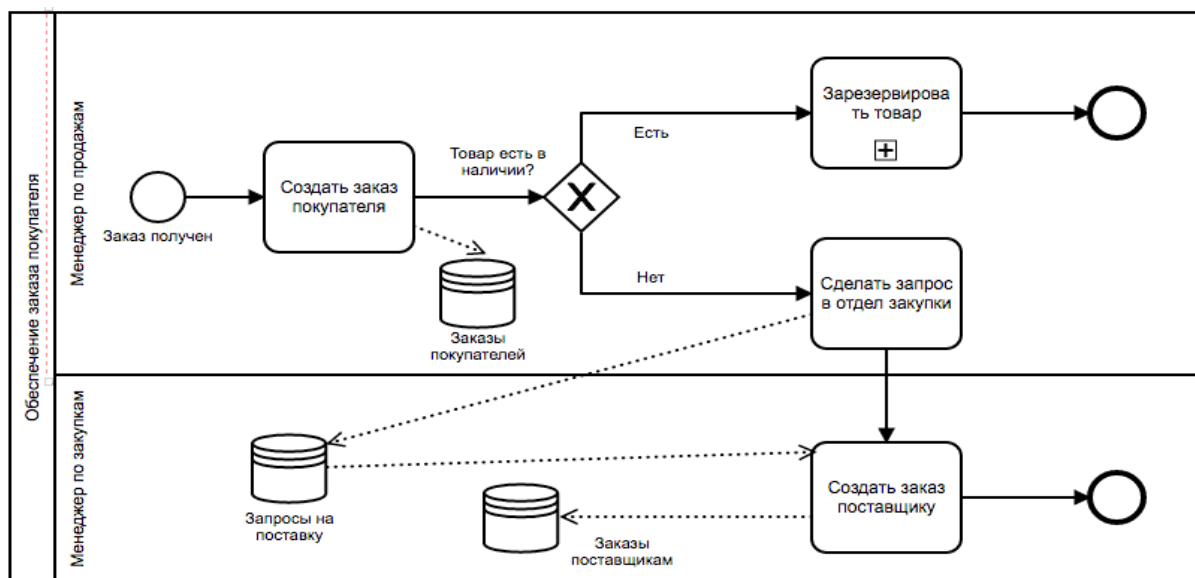 Обеспечение заказа покупателя
Менеджер по продажам
Заказ получен
Создать заказ
покупателя
Заказы
покупателей
Товар есть в
наличии?
Есть
Нет
Зарезервирова
ть товар
Сделать запрос
в отдел закупки
Менеджер по закупкам
Запросы на
поставку
Заказы
поставщикам
Создать заказ
поставщику